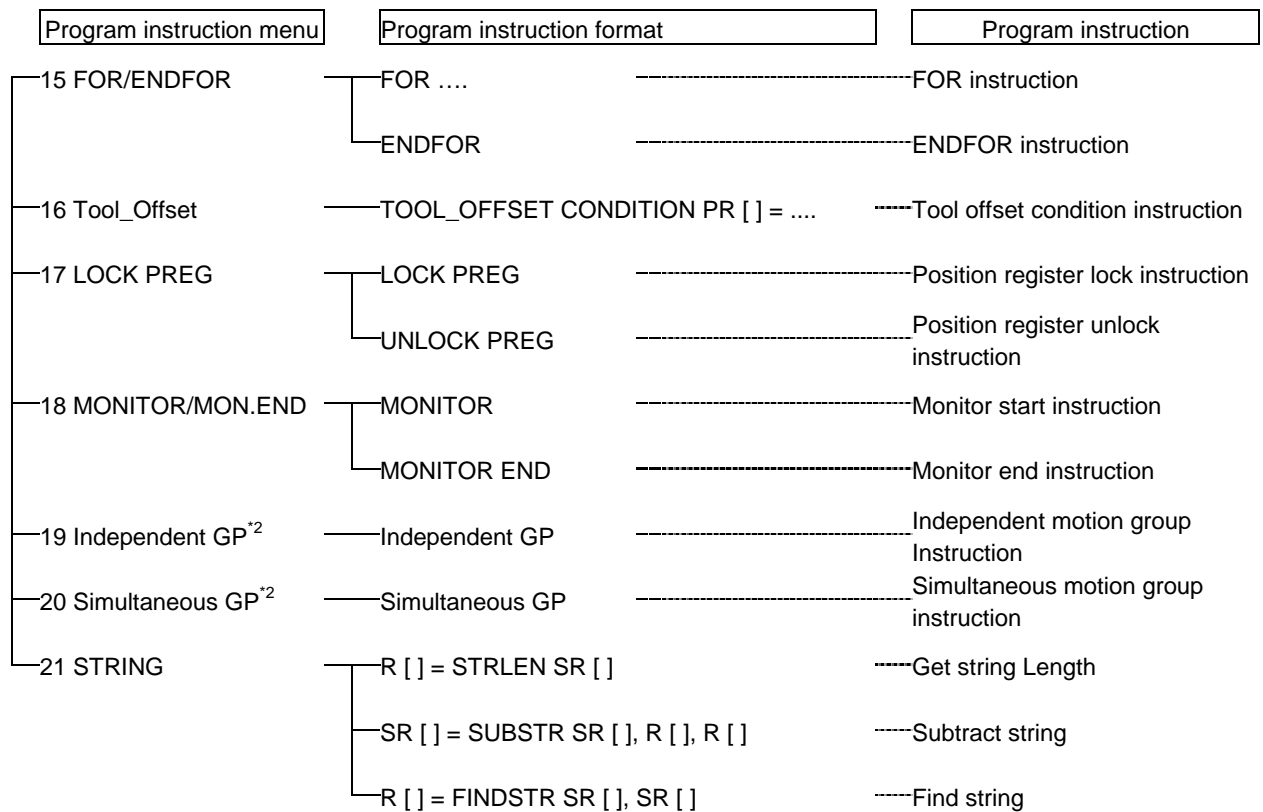 Program instruction menu Program instruction format Program instruction
15 FOR/ENDFOR FOR …. FOR instruction
ENDFOR ENDFOR instruction
16 Tool_Offset TOOL_OFFSET CONDITION PR [ ] = .... Tool offset condition instruction
17 LOCK PREG LOCK PREG Position register lock instruction
UNLOCK PREG Position register unlock
instruction
18 MONITOR/MON.END MONITOR Monitor start instruction
MONITOR END Monitor end instruction
19 Independent GP*2 Independent GP Independent motion group
Instruction
20 Simultaneous GP*2 Simultaneous GP Simultaneous motion group
instruction
21 STRING R [ ] = STRLEN SR [ ] Get string Length
SR [ ] = SUBSTR SR [ ], R [ ], R [ ] Subtract string
R [ ] = FINDSTR SR [ ], SR [ ] Find string